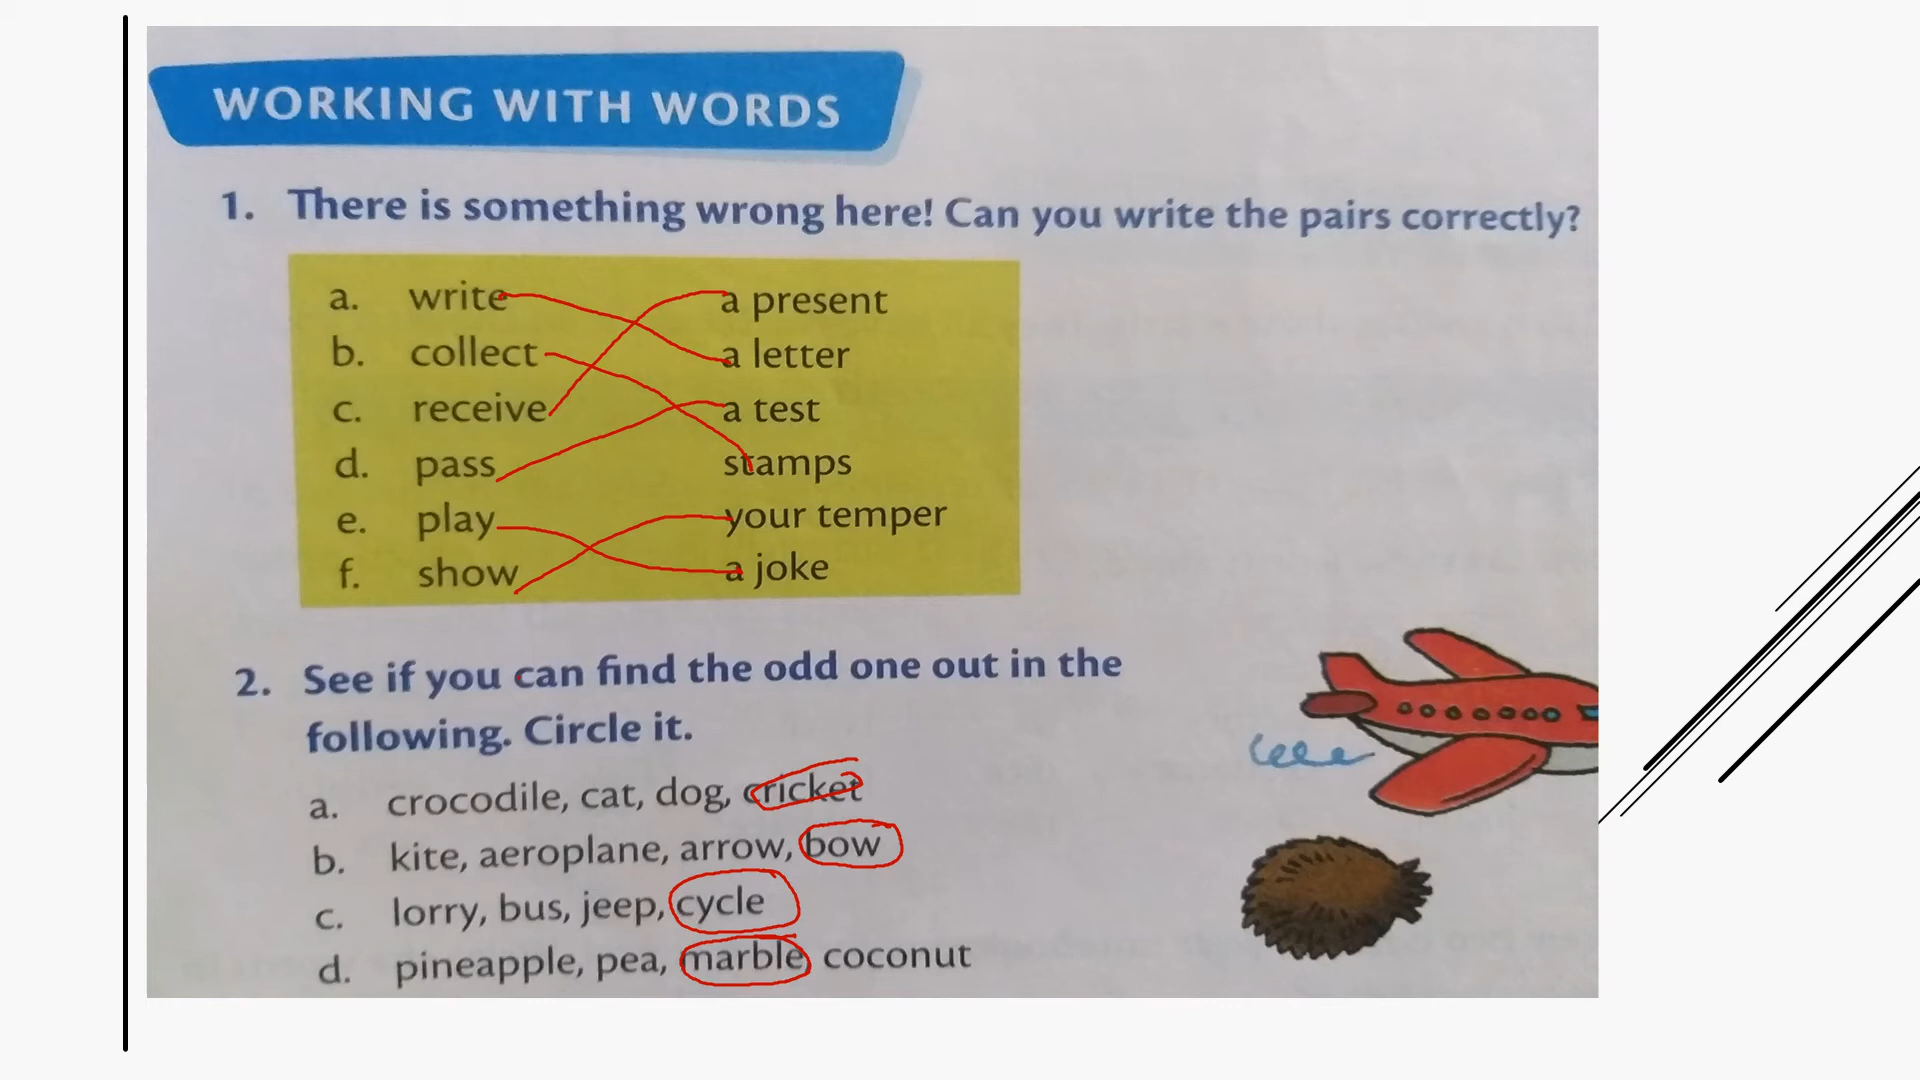 WORKING WITH WORDS
1. There is something wrong here! Can you write the pairs correctly?
a. write a present
b. collect a letter
c. receive a test
d. pass stamps
e. play your temper
f. show a joke
2. See if you can find the odd one out in the
following. Circle it.
a. crocodile, cat, dog, cricket
b. kite, aeroplane, arrow, bow
c. lorry, bus, jeep, cycle
d. pineapple, pea, marble, coconut